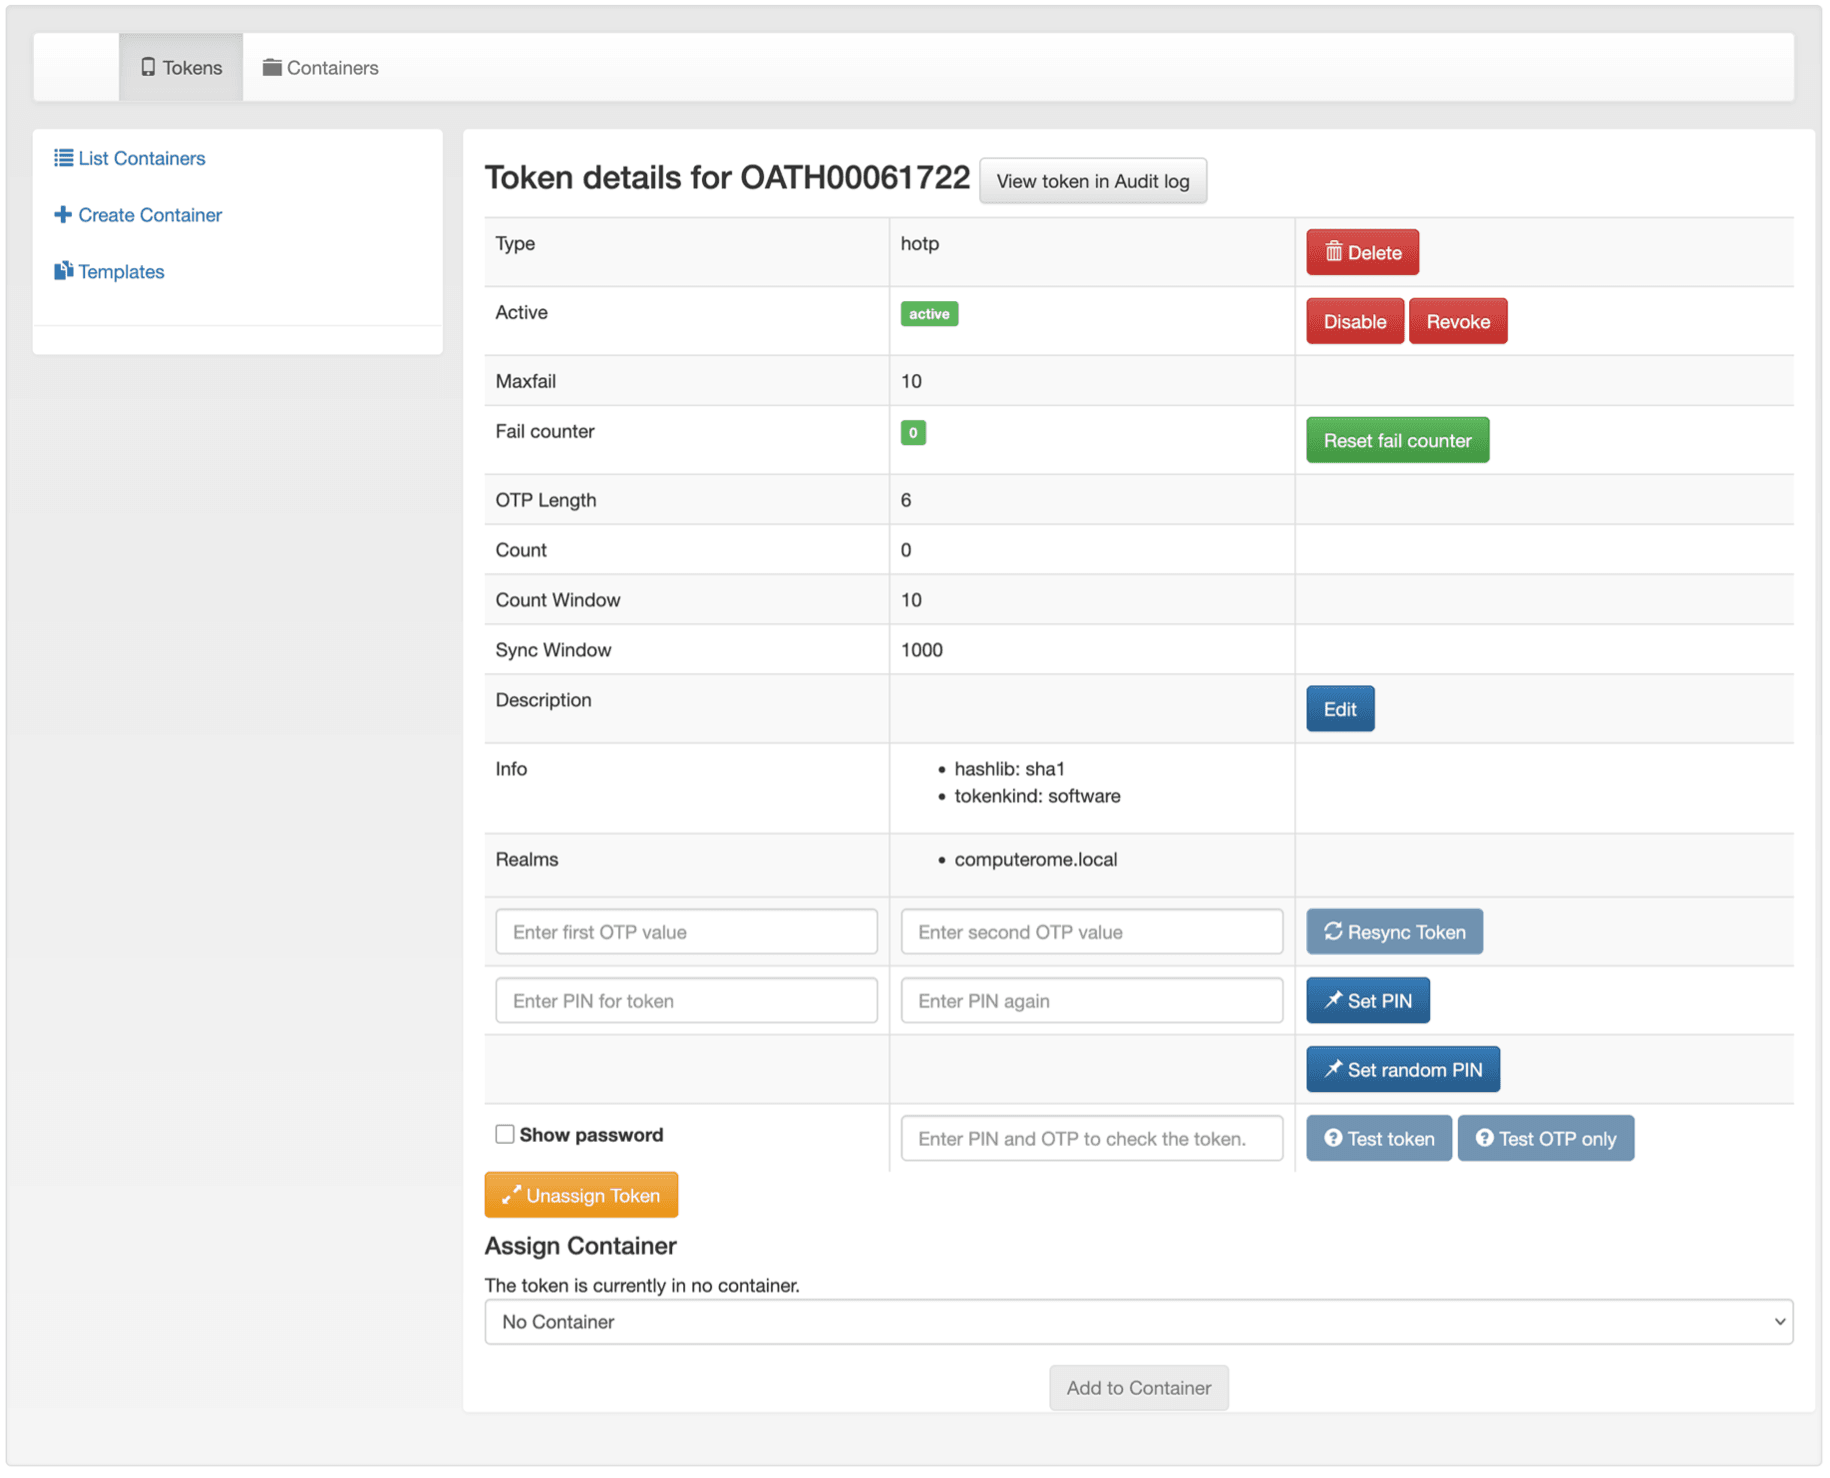 Tokens Containers
List Containers
Create Container
Templates
Token details for OATH00061722 View token in Audit log
Type hotp Delete
Active active Disable Revoke
Maxfail 10
Fail counter 0 Reset fail counter
OTP Length 6
Count 0
Count Window 10
Sync Window 1000
Description Edit
Info hashlib: sha1
tokenkind: software
Realms computerome.local
Enter first OTP value Enter second OTP value Resync Token
Enter PIN for token Enter PIN again Set PIN
Set random PIN
Show password Enter PIN and OTP to check the token. Test token Test OTP only
Unassign Token
Assign Container
The token is currently in no container.
No Container
Add to Container